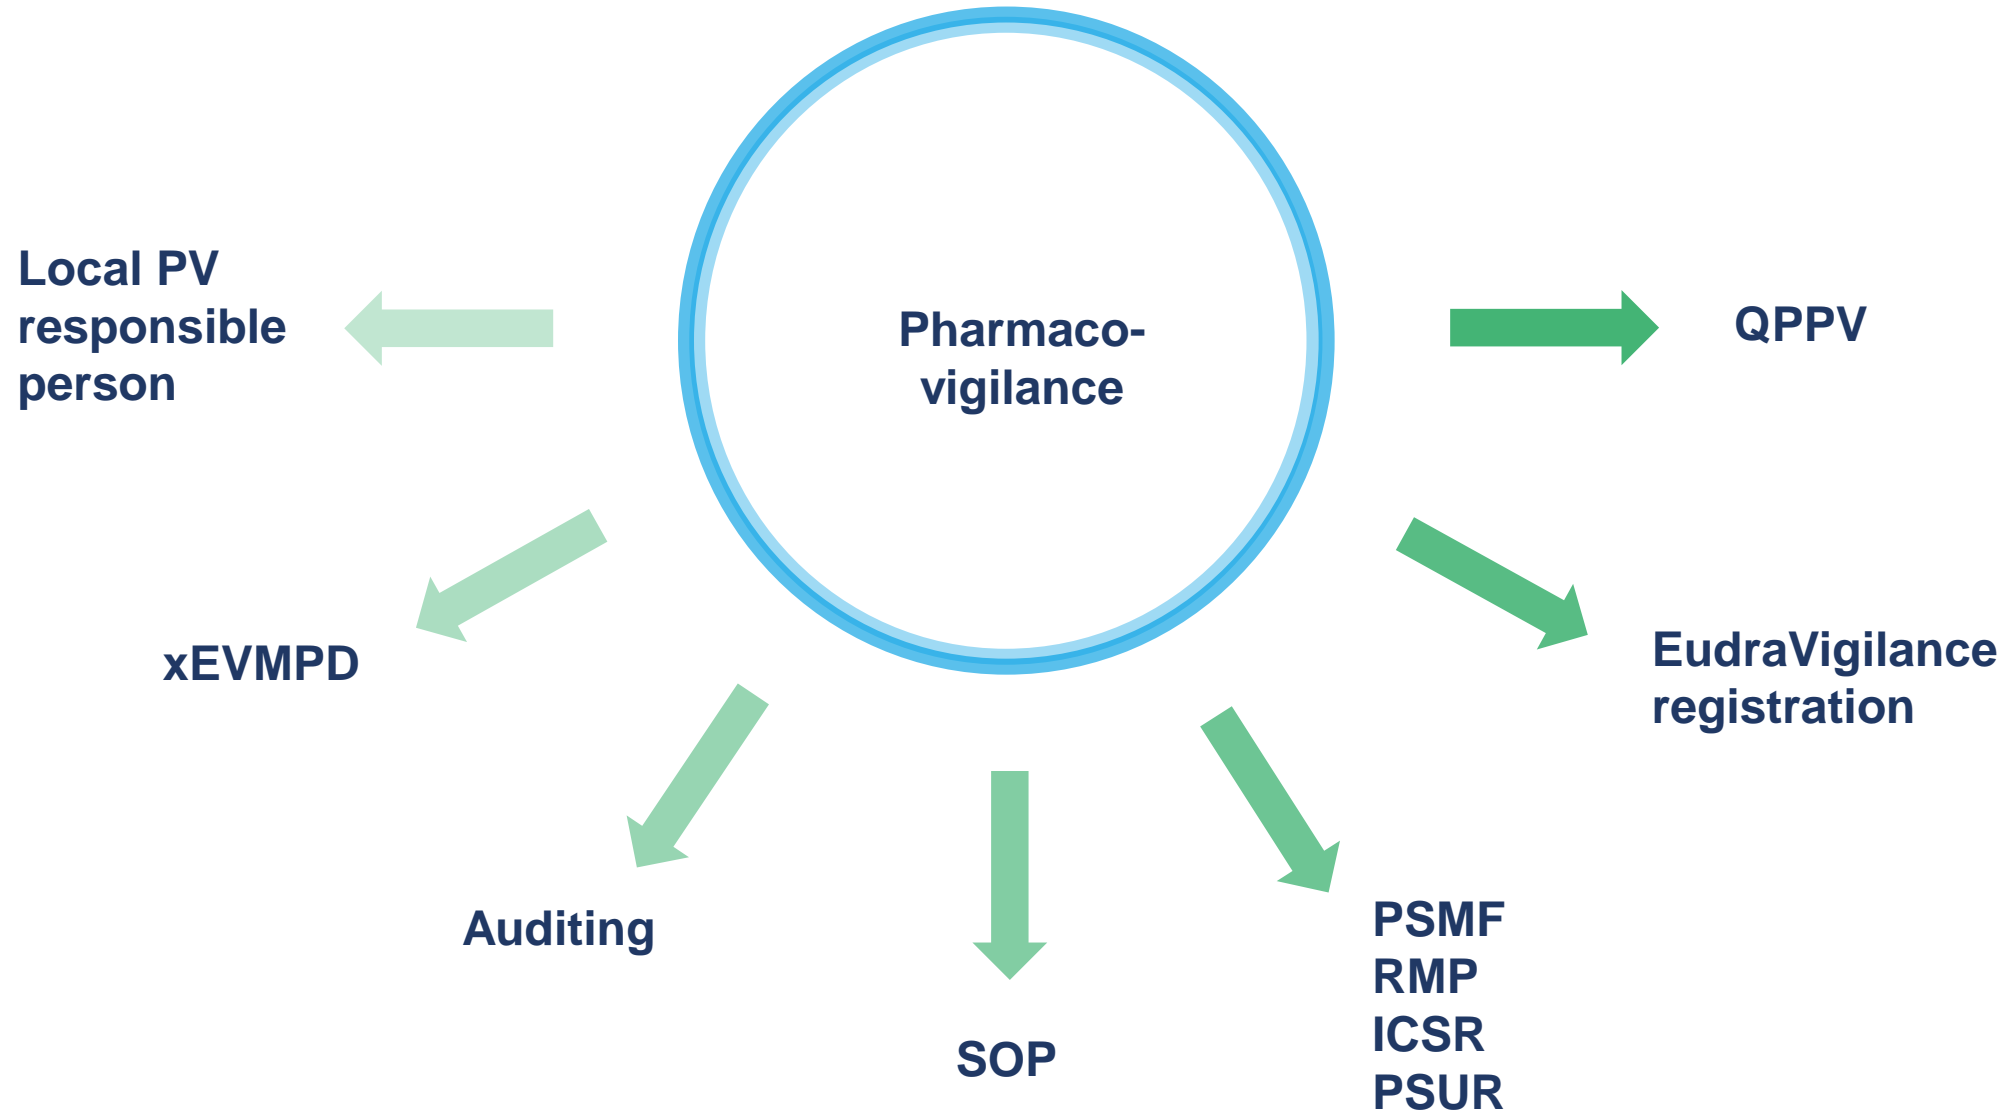 Pharmaco-
vigilance
Local PV
responsible
person
QPPV
xEVMPD
EudraVigilance
registration
Auditing
SOP
PSMF
RMP
ICSR
PSUR